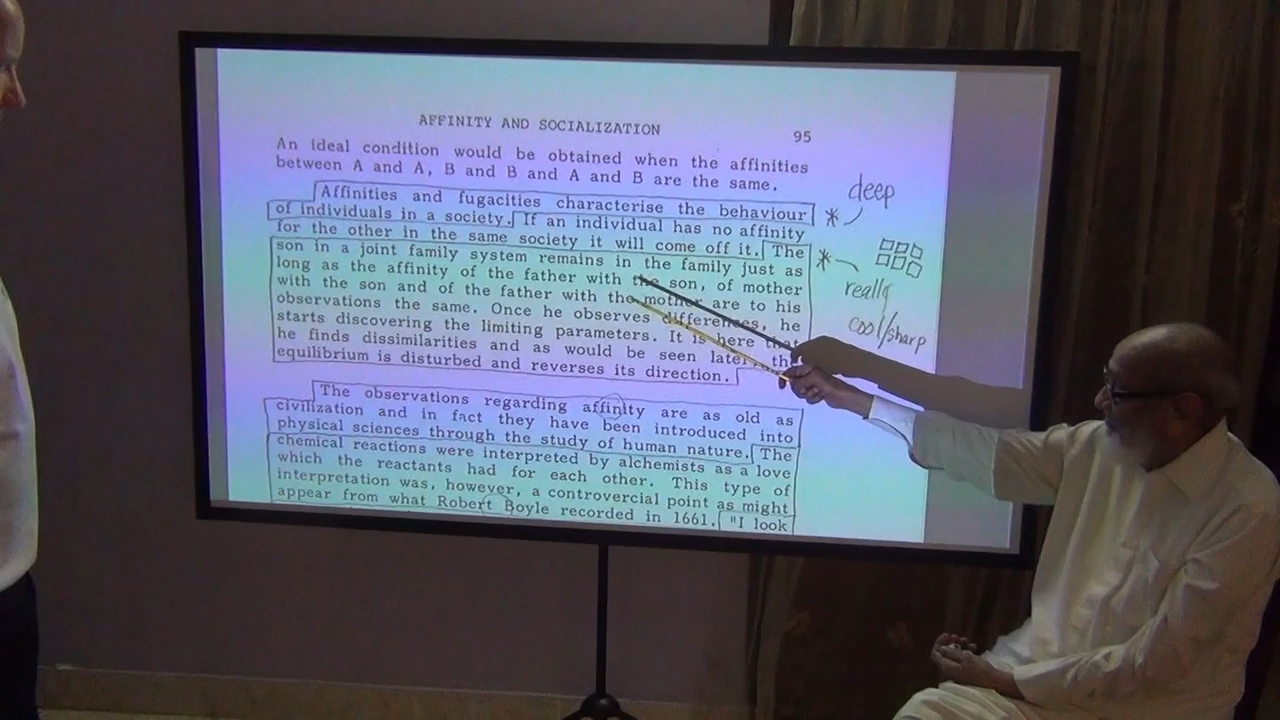 AFFINITY AND SOCIALIZATION 95
An ideal condition would be obtained when the affinities
between A and A, B and B and A and B are the same.
Affinities and fugacities characterise the behaviour
of individuals in a society. If an individual has no affinity
for the other in the same society it will come off it. The
son in a joint family system remains in the family just as
long as the affinity of the father with the son, of mother
with the son and of the father with the mother are to his
observations the same. Once he observes differences, he
starts discovering the limiting parameters. It is here that
he finds dissimilarities and as would be seen later, the
equilibrium is disturbed and reverses its direction.
The observations regarding affinity are as old as
civilization and in fact they have been introduced into
physical sciences through the study of human nature. The
chemical reactions were interpreted by alchemists as a love
which the reactants had for each other. This type of
interpretation was, however, a controvercial point as might
appear from what Robert Boyle recorded in 1661. "I look
* deep
* really
cool/sharp